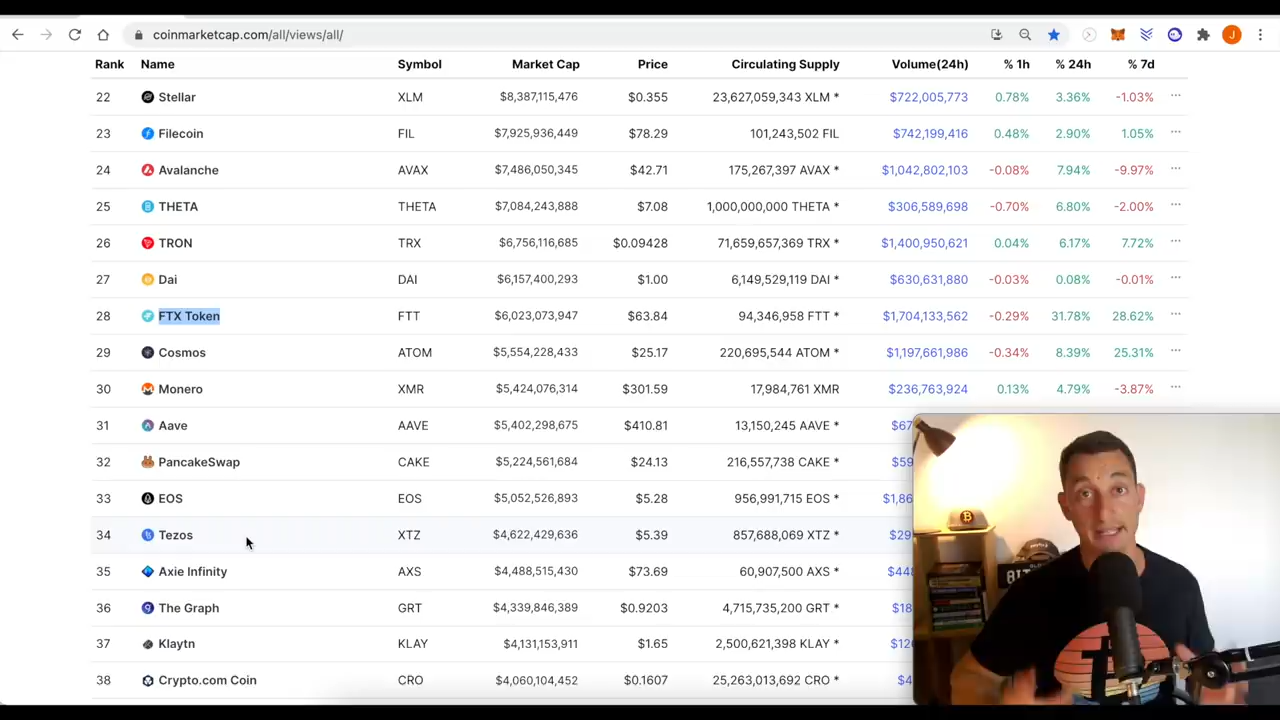 coinmarketcap.com/all/views/all/
J
Rank Name Symbol Market Cap Price Circulating Supply Volume(24h) % 1h % 24h % 7d
22 Stellar XLM $8,387,115,476 $0.355 23,627,059,343 XLM * $722,005,773 0.78% 3.36% -1.03% ...
23 Filecoin FIL $7,925,936,449 $78.29 101,243,502 FIL $742,199,416 0.48% 2.90% 1.05% ...
24 Avalanche AVAX $7,486,050,345 $42.71 175,267,397 AVAX * $1,042,802,103 -0.08% 7.94% -9.97% ...
25 THETA THETA $7,084,243,888 $7.08 1,000,000,000 THETA * $306,589,698 -0.70% 6.80% -2.00% ...
26 TRON TRX $6,756,116,685 $0.09428 71,659,657,369 TRX * $1,400,950,621 0.04% 6.17% 7.72% ...
27 Dai DAI $6,157,400,293 $1.00 6,149,529,119 DAI * $630,631,880 -0.03% 0.08% -0.01% ...
28 FTX Token FTT $6,023,073,947 $63.84 94,346,958 FTT * $1,704,133,562 -0.29% 31.78% 28.62% ...
29 Cosmos ATOM $5,554,228,433 $25.17 220,695,544 ATOM * $1,197,661,986 -0.34% 8.39% 25.31% ...
30 Monero XMR $5,424,076,314 $301.59 17,984,761 XMR $236,763,924 0.13% 4.79% -3.87% ...
31 Aave AAVE $5,402,298,675 $410.81 13,150,245 AAVE * $67
32 PancakeSwap CAKE $5,224,561,684 $24.13 216,557,738 CAKE * $59
33 EOS EOS $5,052,526,893 $5.28 956,991,715 EOS * $1,86
34 Tezos XTZ $4,622,429,636 $5.39 857,688,069 XTZ * $29
35 Axie Infinity AXS $4,488,515,430 $73.69 60,907,500 AXS * $448
36 The Graph GRT $4,339,846,389 $0.9203 4,715,735,200 GRT * $18
37 Klaytn KLAY $4,131,153,911 $1.65 2,500,621,398 KLAY * $120
38 Crypto.com Coin CRO $4,060,104,452 $0.1607 25,263,013,692 CRO * $4